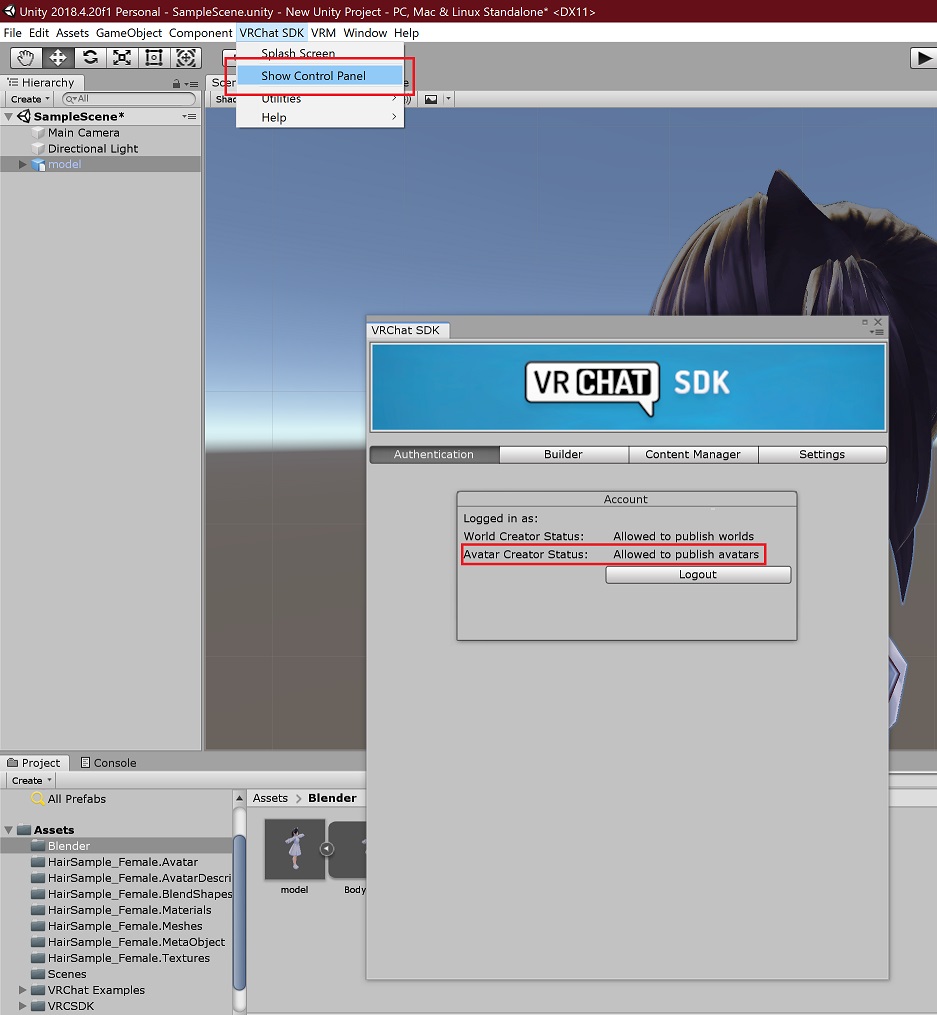 Unity 2018.4.20f1 Personal - SampleScene.unity - New Unity Project - PC, Mac & Linux Standalone* <DX11>
File Edit Assets GameObject Component VRChat SDK VRM Window Help
Splash Screen
Show Control Panel
Utilities
Help
Hierarchy
Create
All
SampleScene*
Main Camera
Directional Light
model
VRChat SDK
VR CHAT SDK
Authentication Builder Content Manager Settings
Account
Logged in as:
World Creator Status: Allowed to publish worlds
Avatar Creator Status: Allowed to publish avatars
Logout
Project Console
Create
All Prefabs
Assets
Blender
HairSample_Female.Avatar
HairSample_Female.AvatarDescri
HairSample_Female.BlendShapes
HairSample_Female.Materials
HairSample_Female.Meshes
HairSample_Female.MetaObject
HairSample_Female.Textures
Scenes
VRChat Examples
VRCSDK
Assets Blender
model Body